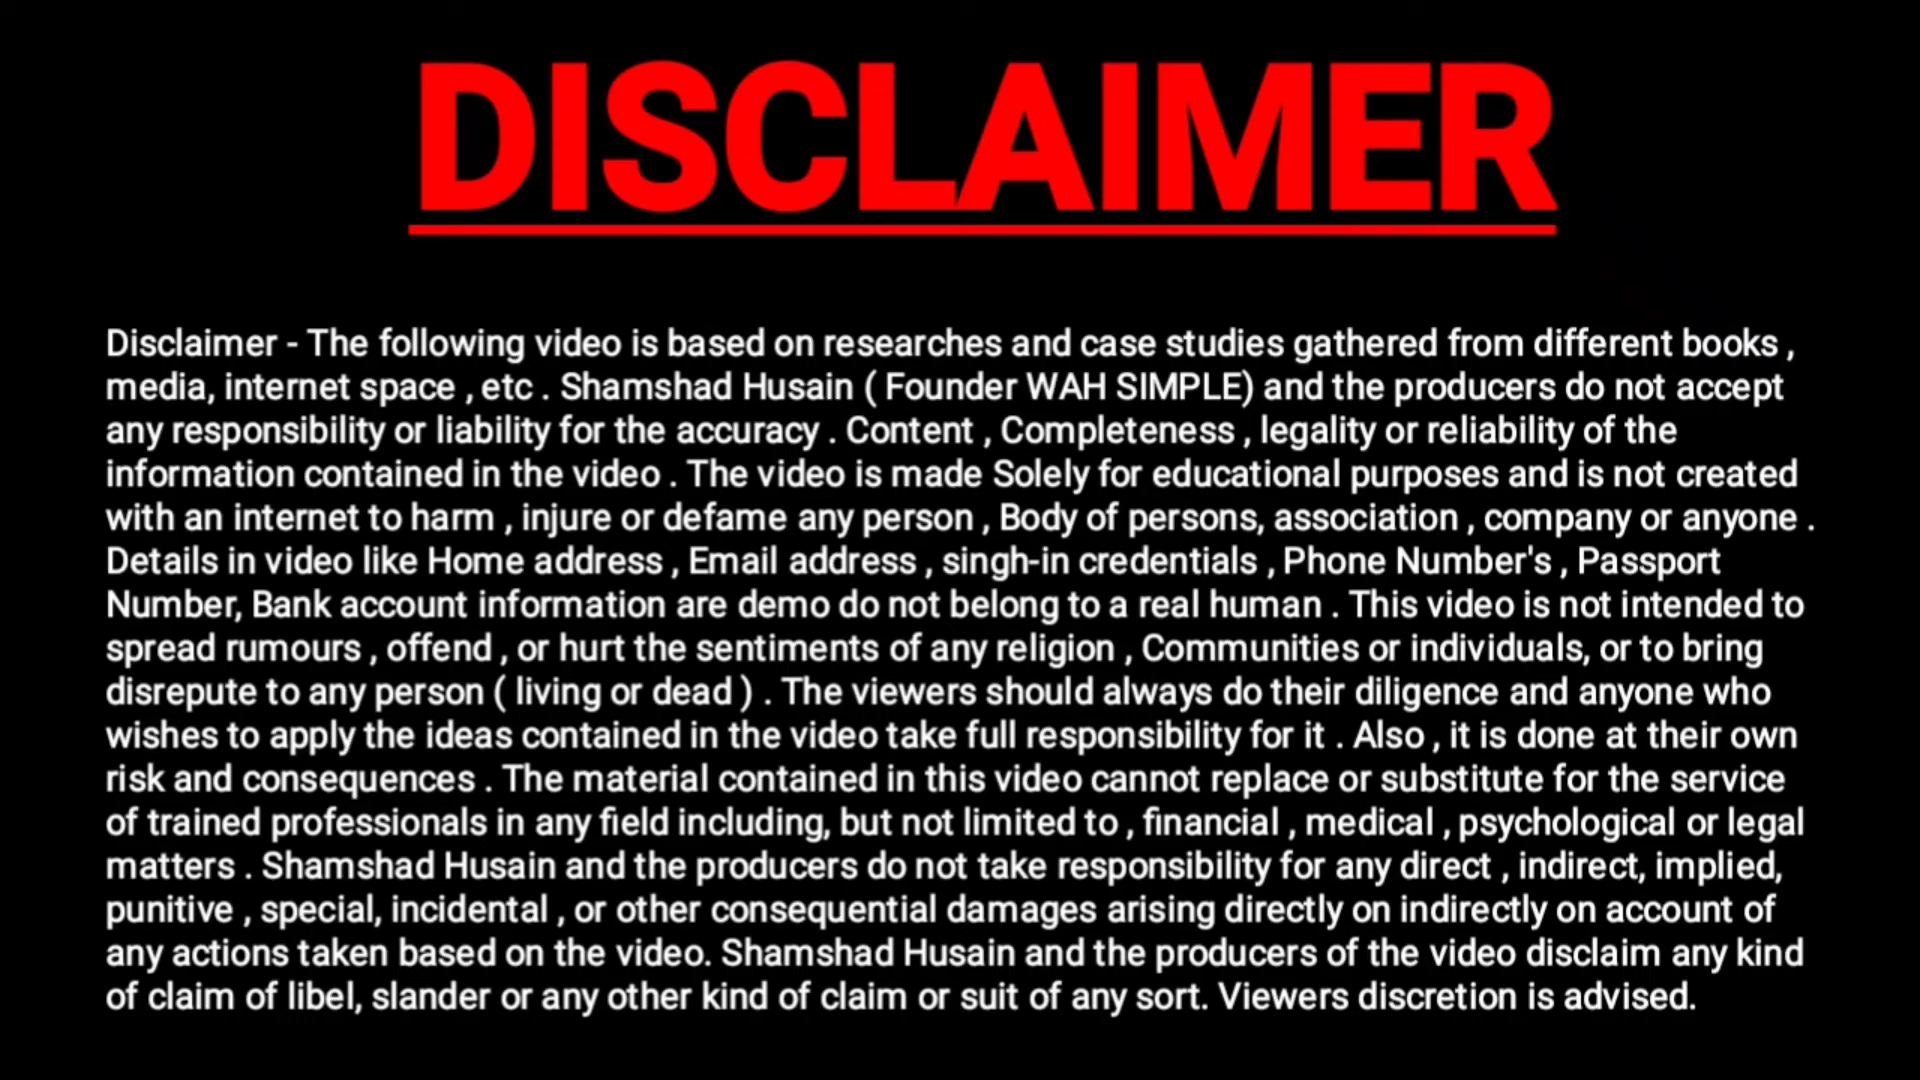 DISCLAIMER
Disclaimer - The following video is based on researches and case studies gathered from different books ,
media, internet space , etc . Shamshad Husain ( Founder WAH SIMPLE) and the producers do not accept
any responsibility or liability for the accuracy . Content , Completeness , legality or reliability of the
information contained in the video . The video is made Solely for educational purposes and is not created
with an internet to harm , injure or defame any person , Body of persons, association , company or anyone .
Details in video like Home address , Email address , singh-in credentials , Phone Number's , Passport
Number, Bank account information are demo do not belong to a real human . This video is not intended to
spread rumours , offend , or hurt the sentiments of any religion , Communities or individuals, or to bring
disrepute to any person ( living or dead ) . The viewers should always do their diligence and anyone who
wishes to apply the ideas contained in the video take full responsibility for it . Also , it is done at their own
risk and consequences . The material contained in this video cannot replace or substitute for the service
of trained professionals in any field including, but not limited to , financial , medical , psychological or legal
matters . Shamshad Husain and the producers do not take responsibility for any direct , indirect, implied,
punitive , special, incidental , or other consequential damages arising directly on indirectly on account of
any actions taken based on the video. Shamshad Husain and the producers of the video disclaim any kind
of claim of libel, slander or any other kind of claim or suit of any sort. Viewers discretion is advised.